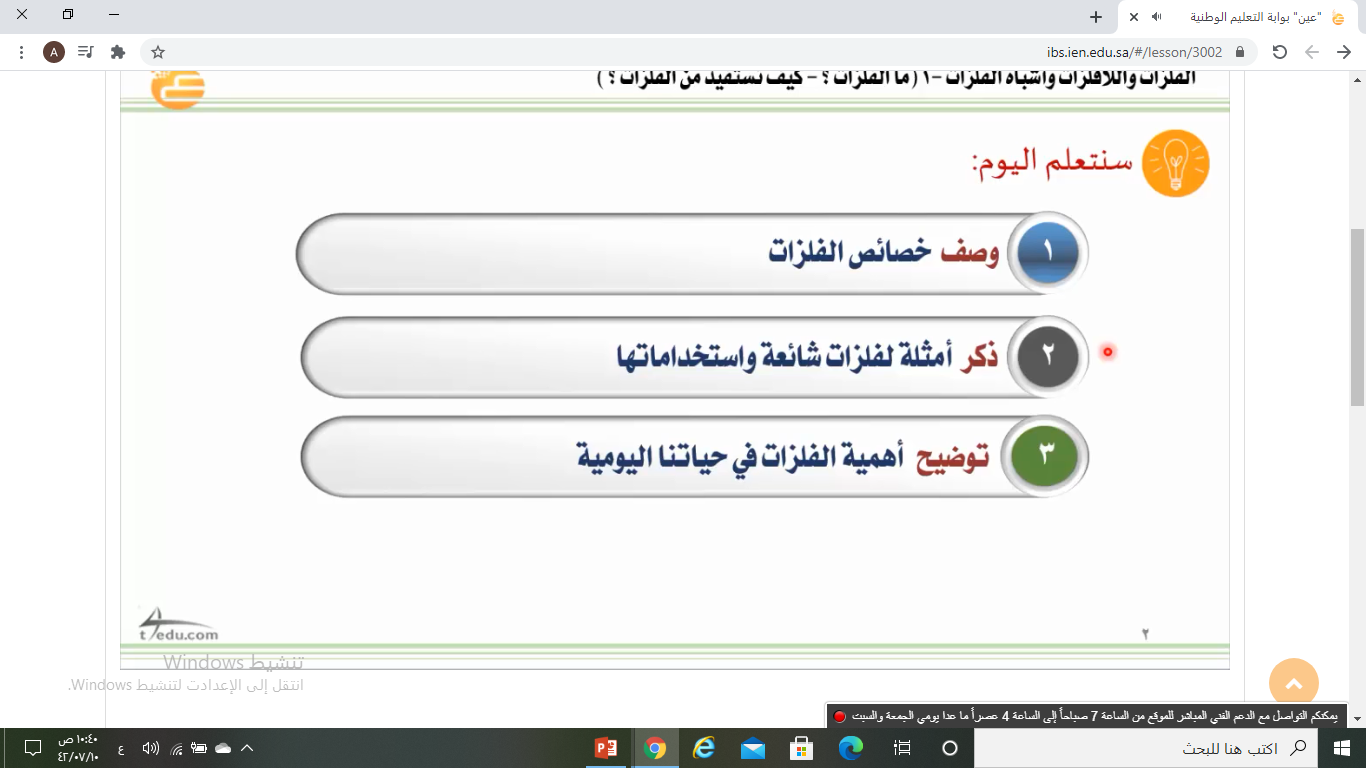 "عين" بوابة التعليم الوطنية
ibs.ien.edu.sa/#/lesson/3002
A
الفلزات واللافلزات وأشباه الفلزات -١ ( ما الفلزات ؟ - كيف نستفيد من الفلزات ؟ )
سنتعلم اليوم:
١ وصف خصائص الفلزات
٢ ذكر أمثلة لفلزات شائعة واستخداماتها
٣ توضيح أهمية الفلزات في حياتنا اليومية
t4edu.com
٢
تنشيط Windows
انتقل إلى الإعدادت لتنشيط Windows.
يمكنكم التواصل مع الدعم الفني المباشر للموقع من الساعة 7 صباحاً إلى الساعة 4 عصراً ما عدا يومي الجمعة والسبت
اكتب هنا للبحث
ع
١٠:٤٠ ص
٤٢/٠٧/١٠